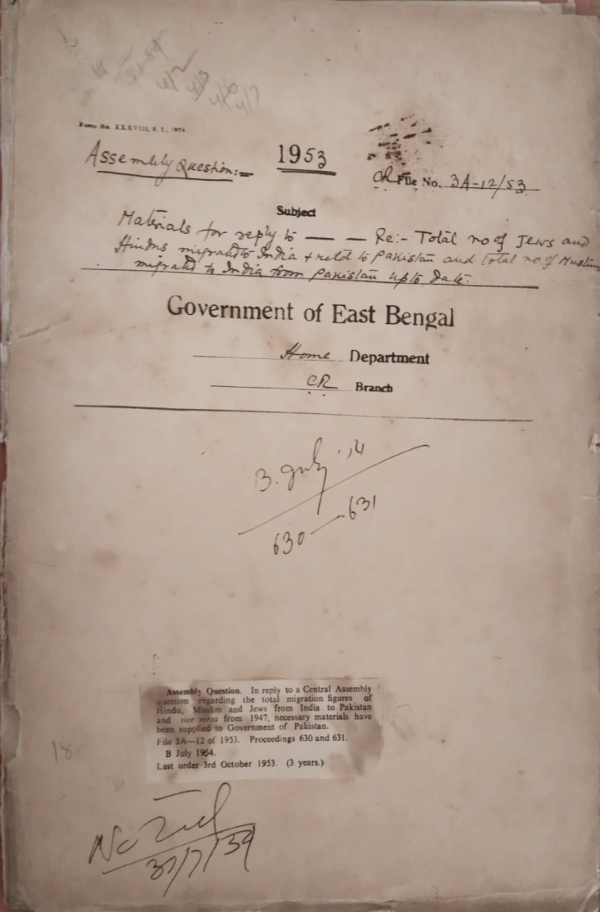 Form No. XXXVIII
Assembly Question:-
1953
CR File No. 3A-12/53
Subject
Materials for reply to — — Re:- Total no of Jews and
Hindus migrated to India & retd to Pakistan and total no of Muslims
migrated to India from Pakistan upto date.
Government of East Bengal
Home Department
CR Branch
B. July '54
630 — 631
Assembly Question. In reply to a Central Assembly
question regarding the total migration figures of
Hindu, Muslim and Jews from India to Pakistan
and vice versa from 1947, necessary materials have
been supplied to Government of Pakistan.
File 3A—12 of 1953. Proceedings 630 and 631.
B July 1954.
Last order 3rd October 1953. (3 years.)
18